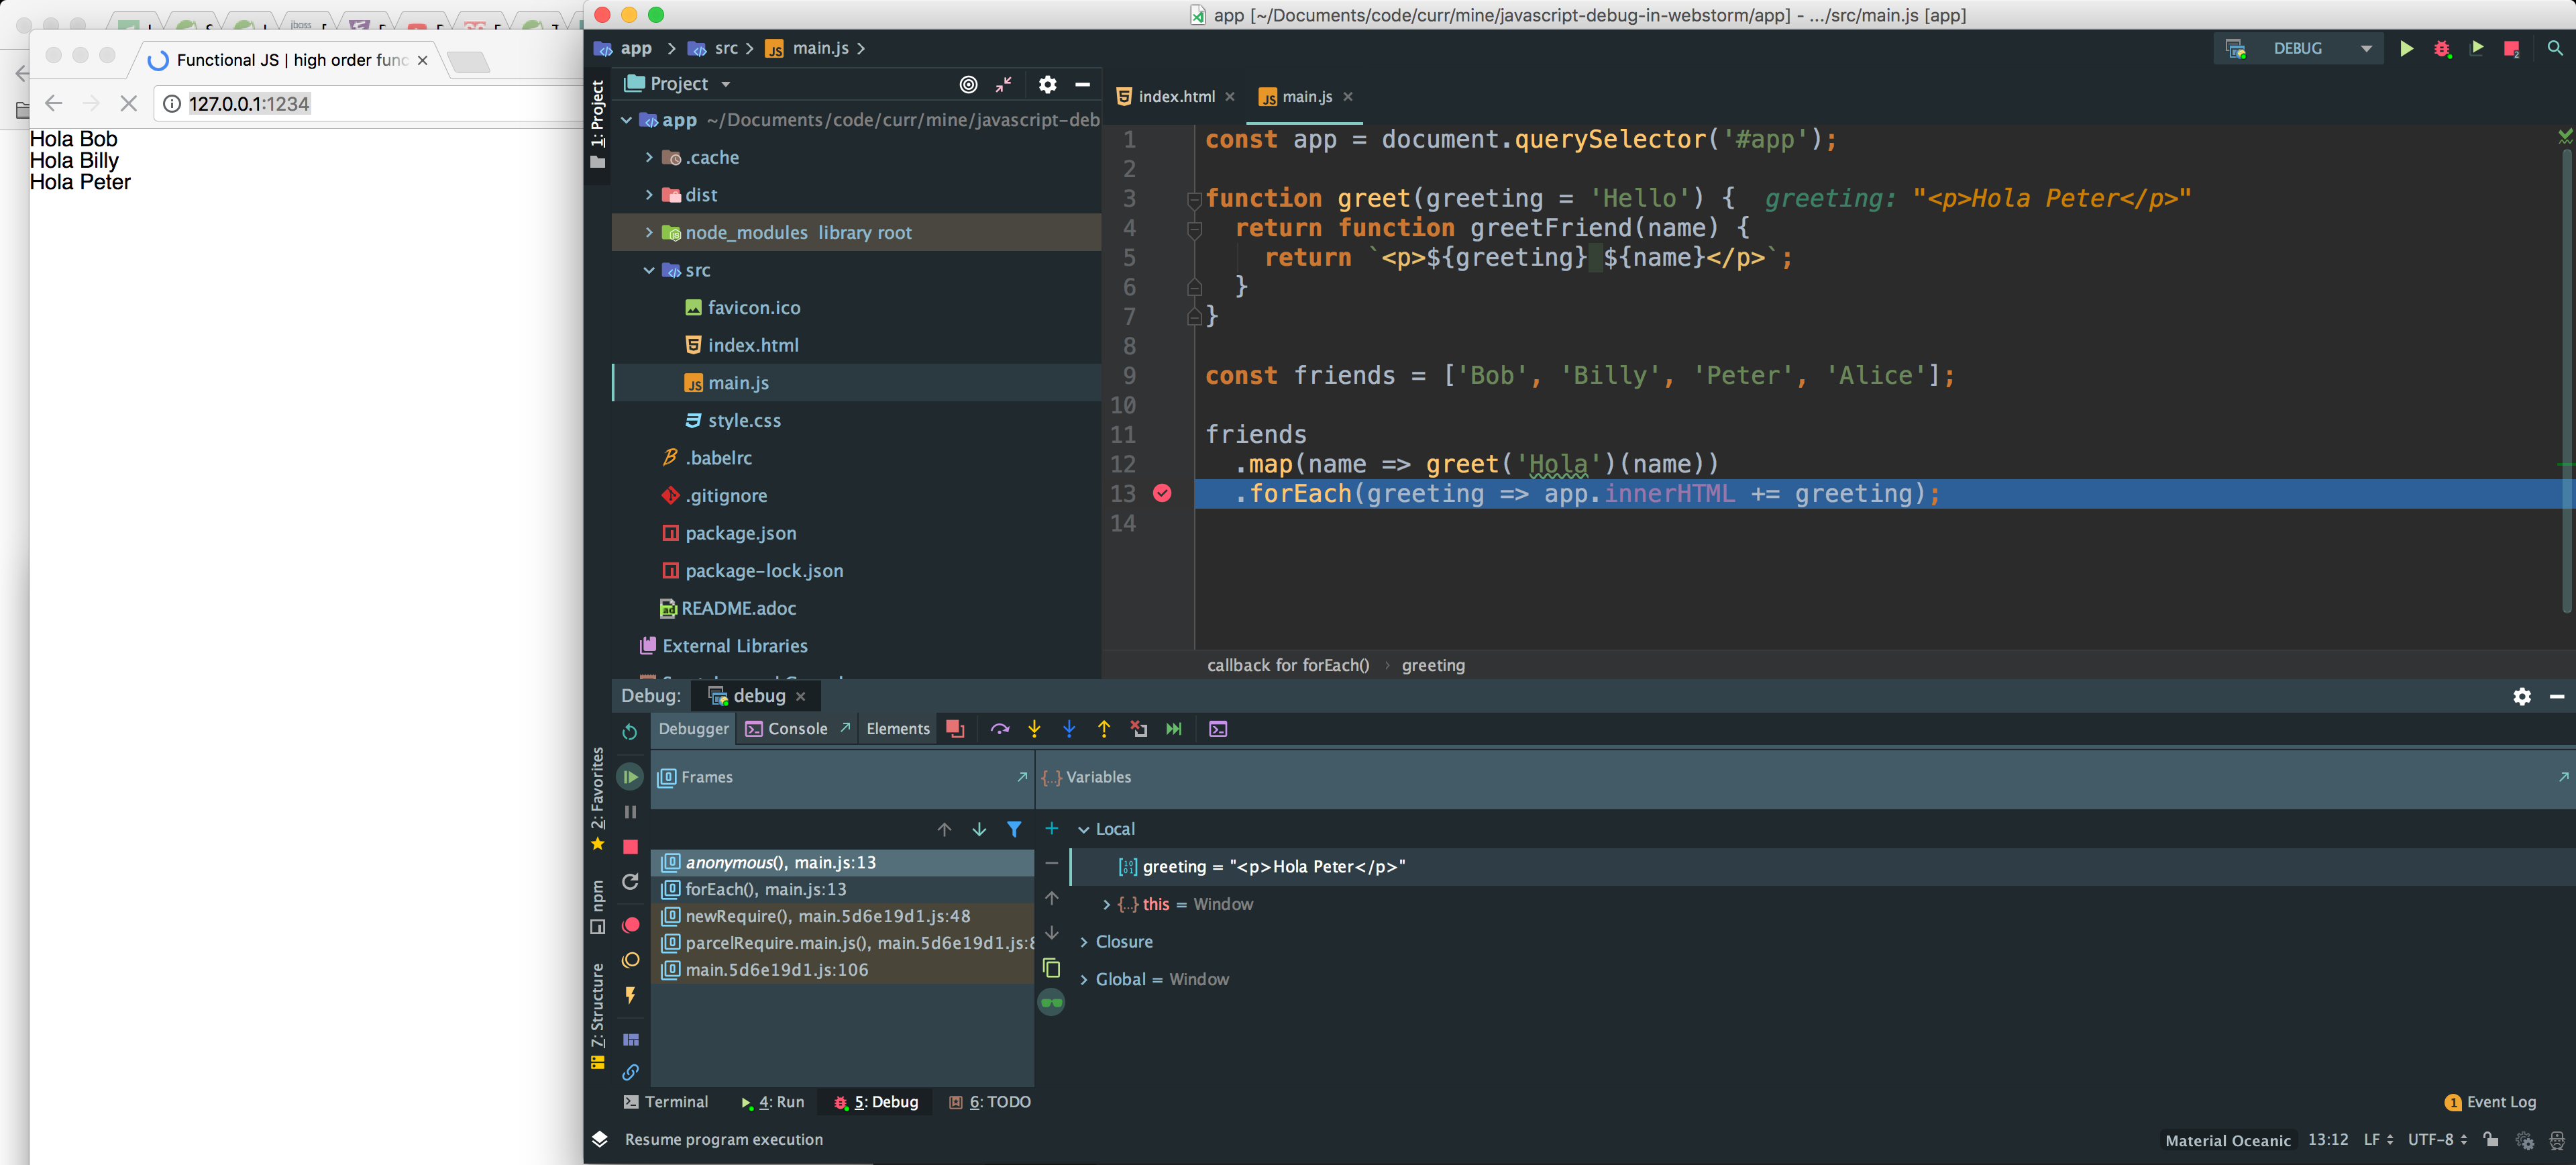 Functional JS | high order func
127.0.0.1:1234
Hola Bob
Hola Billy
Hola Peter
app [~/Documents/code/curr/mine/javascript-debug-in-webstorm/app] - .../src/main.js [app]
app
src
main.js
DEBUG
1: Project
Project
app ~/Documents/code/curr/mine/javascript-deb
.cache
dist
node_modules library root
src
favicon.ico
index.html
main.js
style.css
.babelrc
.gitignore
package.json
package-lock.json
README.adoc
External Libraries
index.html
main.js
1 const app = document.querySelector('#app');
2
3 function greet(greeting = 'Hello') { greeting: "<p>Hola Peter</p>"
4 return function greetFriend(name) {
5 return `<p>${greeting} ${name}</p>`;
6 }
7 }
8
9 const friends = ['Bob', 'Billy', 'Peter', 'Alice'];
10
11 friends
12 .map(name => greet('Hola')(name))
13 .forEach(greeting => app.innerHTML += greeting);
14
callback for forEach() › greeting
Debug: debug
Debugger Console Elements
Frames
Variables
anonymous(), main.js:13
forEach(), main.js:13
newRequire(), main.5d6e19d1.js:48
parcelRequire.main.js(), main.5d6e19d1.js:8
main.5d6e19d1.js:106
Local
greeting = "<p>Hola Peter</p>"
this = Window
Closure
Global = Window
2: Favorites
npm
7: Structure
Terminal 4: Run 5: Debug 6: TODO
1 Event Log
Resume program execution
Material Oceanic 13:12 LF UTF-8